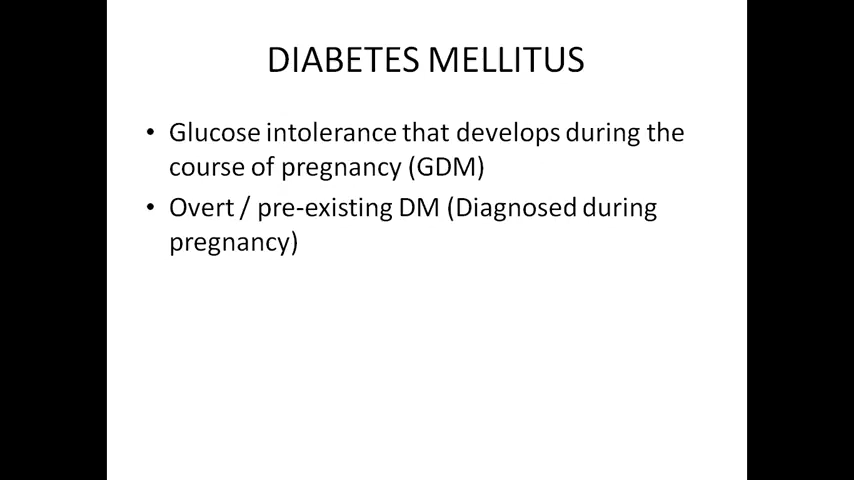 DIABETES MELLITUS
• Glucose intolerance that develops during the
course of pregnancy (GDM)
• Overt / pre-existing DM (Diagnosed during
pregnancy)